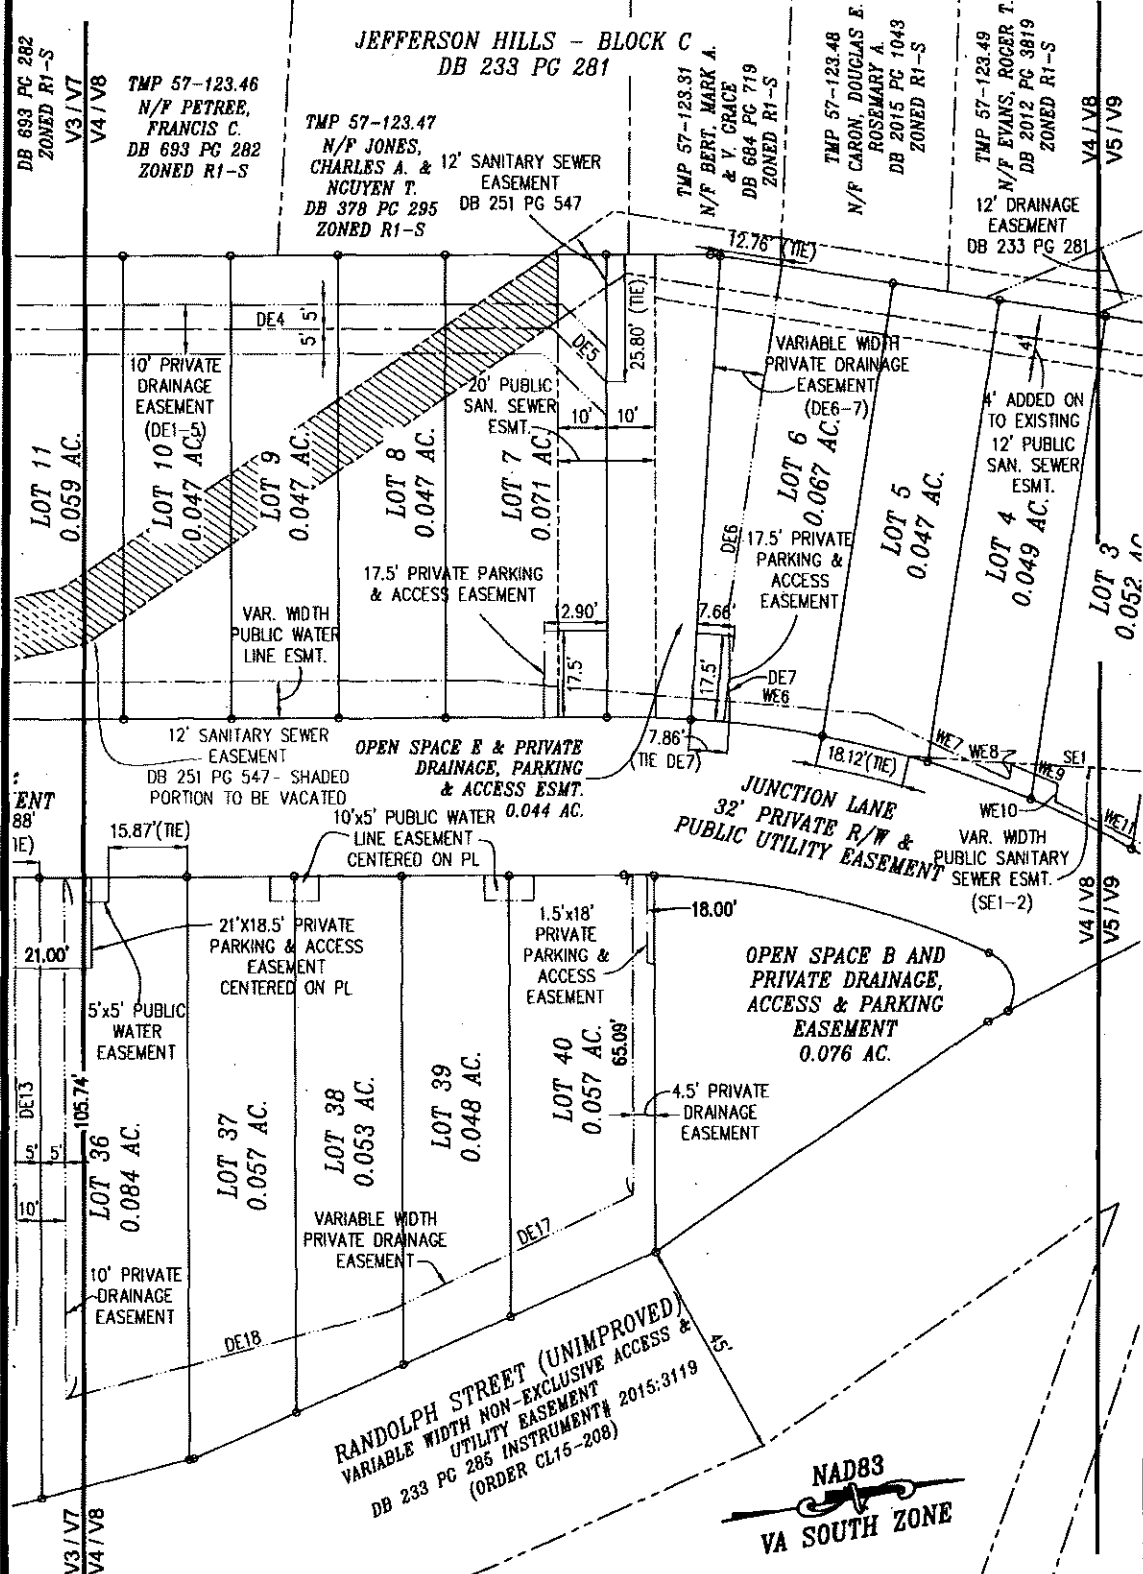 DB 693 PG 282
ZONED R1-S
V3/V7
V4/V8
TMP 57-123.46
N/F PETREE,
FRANCIS C.
DB 693 PG 282
ZONED R1-S
JEFFERSON HILLS - BLOCK C
DB 233 PG 281
TMP 57-123.47
N/F JONES,
CHARLES A. &
NGUYEN T.
DB 378 PG 295
ZONED R1-S
12' SANITARY SEWER
EASEMENT
DB 251 PG 547
TMP 57-123.31
N/F BERT, MARK A.
& V. GRACE
DB 684 PG 719
ZONED R1-S
TMP 57-123.48
N/F CARON, DOUGLAS E.
ROSEMARY A.
DB 2015 PG 1043
ZONED R1-S
TMP 57-123.49
N/F EVANS, ROGER T.
DB 2012 PG 3819
ZONED R1-S
V4/V8
V5/V9
12' DRAINAGE
EASEMENT
DB 233 PG 281
12.76' (TIE)
DE4
5'
5'
DE5
25.80' (TIE)
10' PRIVATE
DRAINAGE
EASEMENT
(DE1-5)
20' PUBLIC
SAN. SEWER
ESMT.
10'
10'
VARIABLE WIDTH
PRIVATE DRAINAGE
EASEMENT
(DE6-7)
4'
4' ADDED ON
TO EXISTING
12' PUBLIC
SAN. SEWER
ESMT.
LOT 11
0.059 AC.
LOT 10
0.047 AC.
LOT 9
0.047 AC.
LOT 8
0.047 AC.
LOT 7
0.071 AC.
LOT 6
0.067 AC.
LOT 5
0.047 AC.
LOT 4
0.049 AC.
LOT 3
0.052 AC
DE6
17.5' PRIVATE
PARKING &
ACCESS
EASEMENT
17.5' PRIVATE PARKING
& ACCESS EASEMENT
VAR. WIDTH
PUBLIC WATER
LINE ESMT.
2.90'
17.5'
7.66'
17.5'
DE7
WE6
7.86'
(TIE DE7)
18.12'(TIE)
WE7
WE8
WE9
SE1
WE10
WE11
12' SANITARY SEWER
EASEMENT
DB 251 PG 547- SHADED
PORTION TO BE VACATED
OPEN SPACE E & PRIVATE
DRAINAGE, PARKING
& ACCESS ESMT.
0.044 AC.
JUNCTION LANE
32' PRIVATE R/W &
PUBLIC UTILITY EASEMENT
VAR. WIDTH
PUBLIC SANITARY
SEWER ESMT.
(SE1-2)
ENT
88'
IE)
15.87'(TIE)
10'x5' PUBLIC WATER
LINE EASEMENT
CENTERED ON PL
V4/V8
V5/V9
21.00'
21'X18.5' PRIVATE
PARKING & ACCESS
EASEMENT
CENTERED ON PL
1.5'x18'
PRIVATE
PARKING &
ACCESS
EASEMENT
18.00'
OPEN SPACE B AND
PRIVATE DRAINAGE,
ACCESS & PARKING
EASEMENT
0.076 AC.
5'x5' PUBLIC
WATER
EASEMENT
DE13
105.74'
5'
5'
10'
LOT 36
0.084 AC.
LOT 37
0.057 AC.
LOT 38
0.053 AC.
LOT 39
0.048 AC.
LOT 40
0.057 AC.
65.09'
4.5' PRIVATE
DRAINAGE
EASEMENT
VARIABLE WIDTH
PRIVATE DRAINAGE
EASEMENT
DE17
10' PRIVATE
DRAINAGE
EASEMENT
DE18
45'
RANDOLPH STREET (UNIMPROVED)
VARIABLE WIDTH NON-EXCLUSIVE ACCESS &
UTILITY EASEMENT
DB 233 PG 285 INSTRUMENT# 2015:3119
(ORDER CL15-208)
NAD83
VA SOUTH ZONE
V3/V7
V4/V8